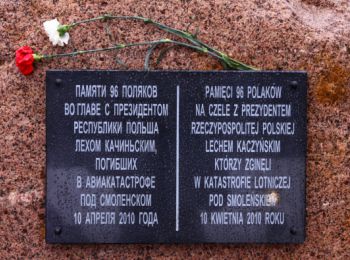 ПАМЯТИ 96 ПОЛЯКОВ
ВО ГЛАВЕ С ПРЕЗИДЕНТОМ
РЕСПУБЛИКИ ПОЛЬША
ЛЕХОМ КАЧИНЬСКИМ,
ПОГИБШИХ
В АВИАКАТАСТРОФЕ
ПОД СМОЛЕНСКОМ
10 АПРЕЛЯ 2010 ГОДА
PAMIĘCI 96 POLAKÓW
NA CZELE Z PREZYDENTEM
RZECZYPOSPOLITEJ POLSKIEJ
LECHEM KACZYŃSKIM,
KTÓRZY ZGINĘLI
W KATASTROFIE LOTNICZEJ
POD SMOLEŃSKIEM
10 KWIETNIA 2010 ROKU